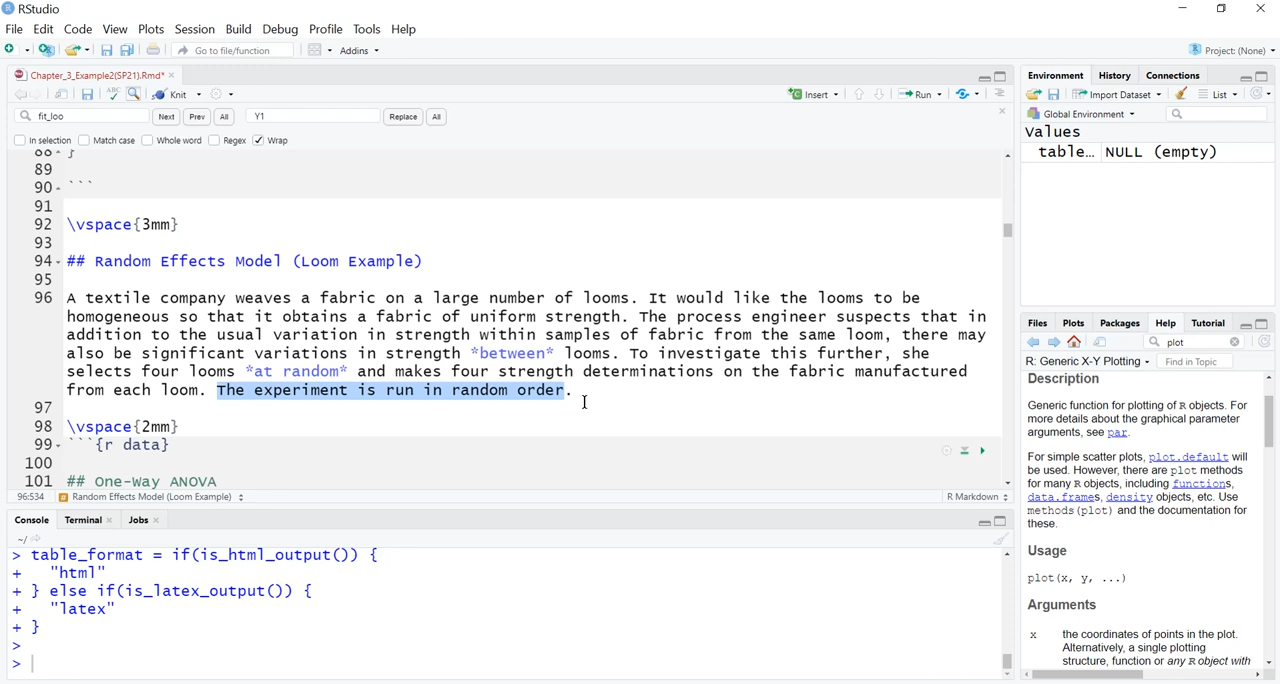 RStudio
File Edit Code View Plots Session Build Debug Profile Tools Help
Go to file/function Addins Project: (None)
Chapter_3_Example2(SP21).Rmd*
Knit Insert Run
fit_loo Next Prev All Y1 Replace All
In selection Match case Whole word Regex Wrap
88 }
89
90 ```
91
92 \vspace{3mm}
93
94 ## Random Effects Model (Loom Example)
95
96 A textile company weaves a fabric on a large number of looms. It would like the looms to be
homogeneous so that it obtains a fabric of uniform strength. The process engineer suspects that in
addition to the usual variation in strength within samples of fabric from the same loom, there may
also be significant variations in strength *between* looms. To investigate this further, she
selects four looms *at random* and makes four strength determinations on the fabric manufactured
from each loom. The experiment is run in random order.
97
98 \vspace{2mm}
99 ```{r data}
100
101 ## One-Way ANOVA
96:534 Random Effects Model (Loom Example) R Markdown
Console Terminal Jobs
~/
> table_format = if(is_html_output()) {
+ "html"
+ } else if(is_latex_output()) {
+ "latex"
+ }
>
>
Environment History Connections
Import Dataset List
Global Environment
Values
table… NULL (empty)
Files Plots Packages Help Tutorial
plot
R: Generic X-Y Plotting Find in Topic
Description
Generic function for plotting of R objects. For
more details about the graphical parameter
arguments, see par.
For simple scatter plots, plot.default will
be used. However, there are plot methods
for many R objects, including functions,
data.frames, density objects, etc. Use
methods(plot) and the documentation for
these.
Usage
plot(x, y, ...)
Arguments
x the coordinates of points in the plot.
Alternatively, a single plotting
structure, function or any R object with